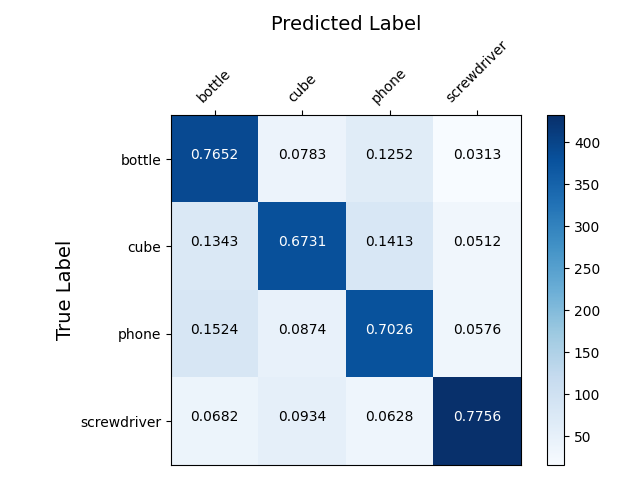 Predicted Label
bottle cube phone screwdriver
bottle 0.7652 0.0783 0.1252 0.0313
cube 0.1343 0.6731 0.1413 0.0512
phone 0.1524 0.0874 0.7026 0.0576
screwdriver 0.0682 0.0934 0.0628 0.7756
True Label
400
350
300
250
200
150
100
50